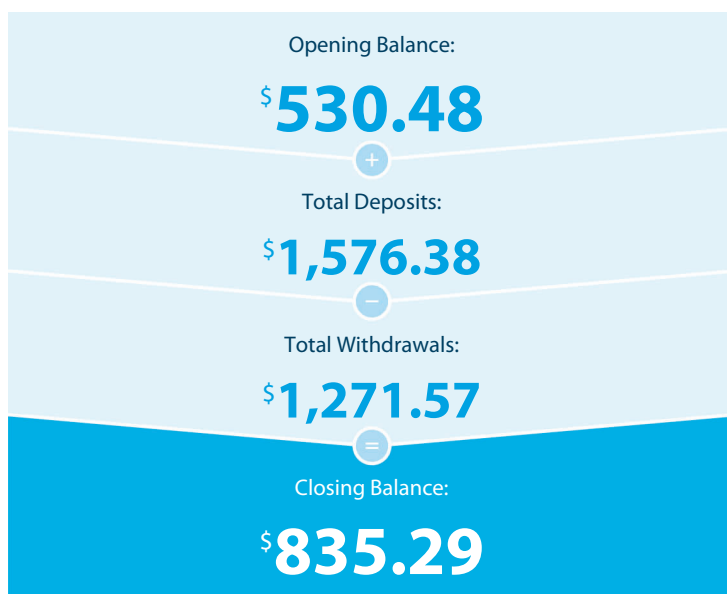 Opening Balance:
$530.48
+
Total Deposits:
$1,576.38
−
Total Withdrawals:
$1,271.57
=
Closing Balance:
$835.29